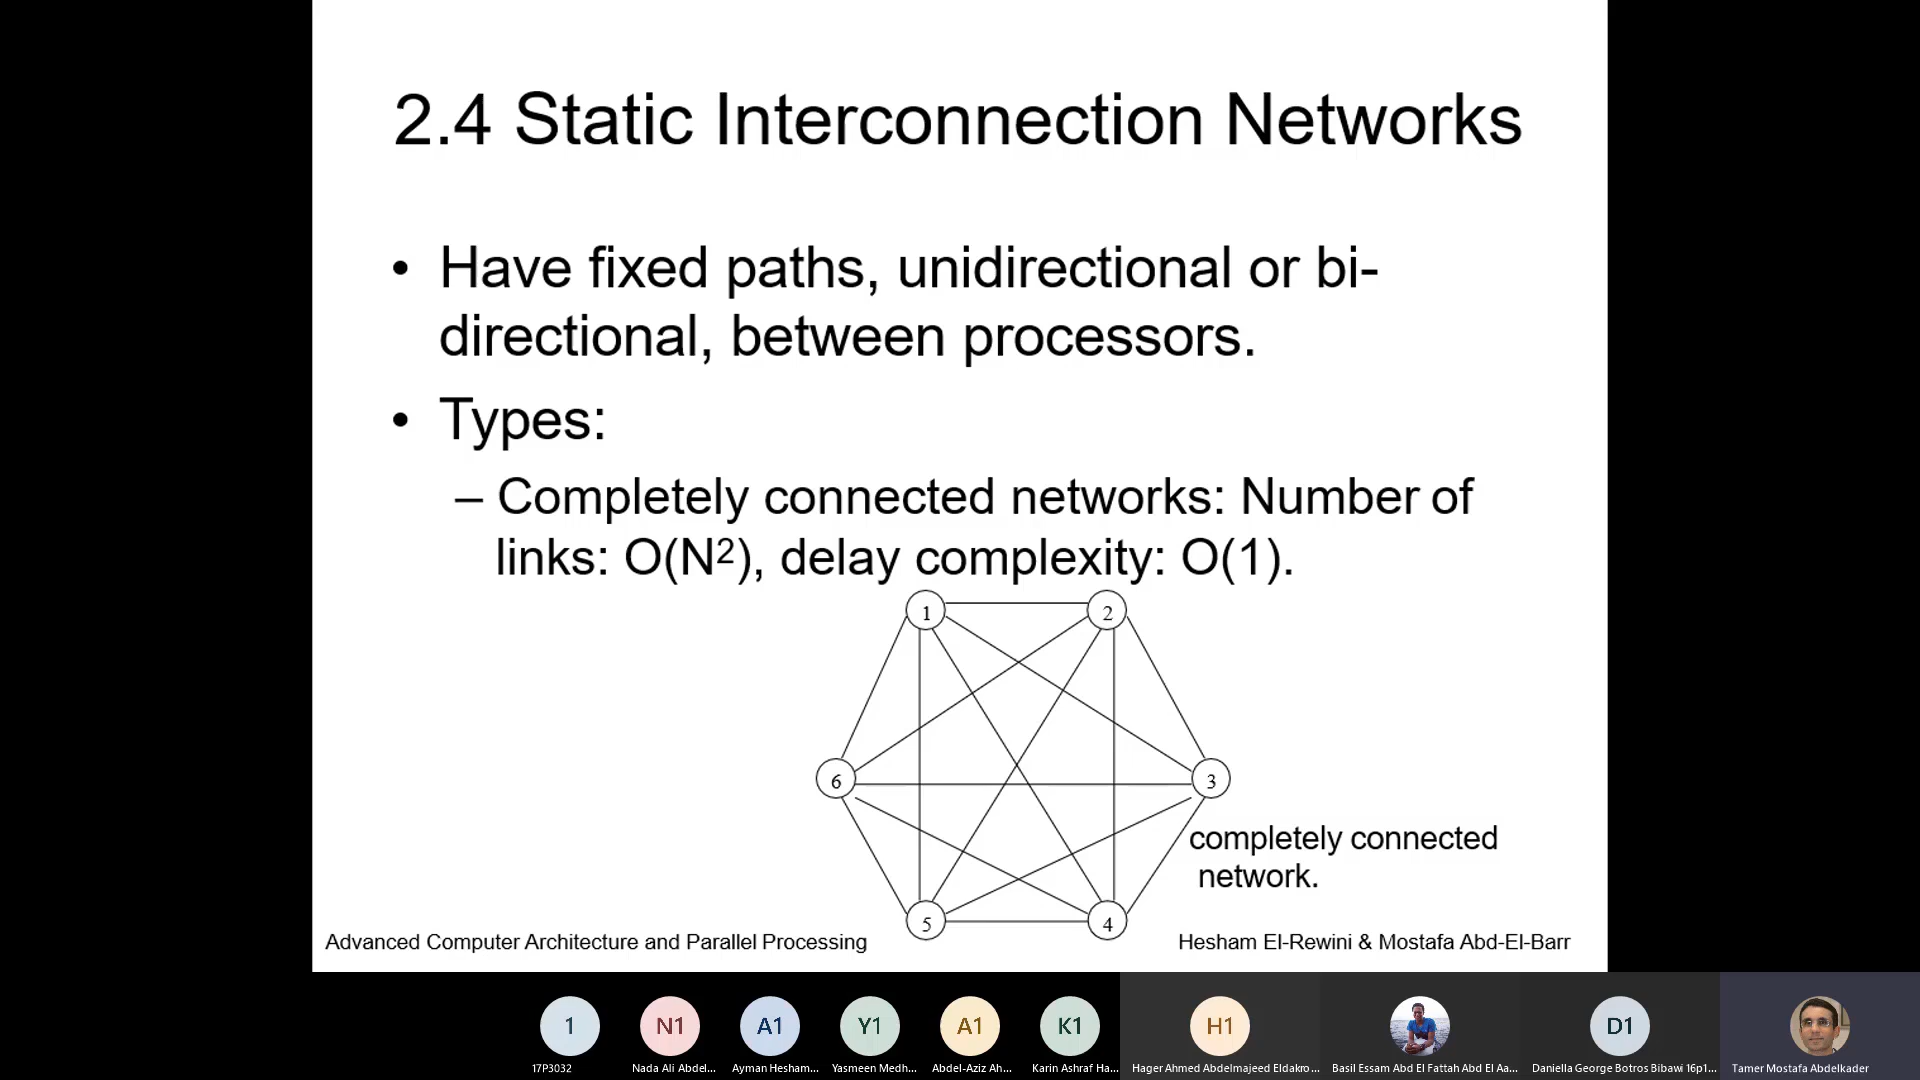 2.4 Static Interconnection Networks
• Have fixed paths, unidirectional or bi-
directional, between processors.
• Types:
– Completely connected networks: Number of
links: O(N²), delay complexity: O(1).
1
2
6
3
completely connected
network.
5
4
Advanced Computer Architecture and Parallel Processing
Hesham El-Rewini & Mostafa Abd-El-Barr
1
N1
A1
Y1
A1
K1
H1
D1
17P3032
Nada Ali Abdel...
Ayman Hesham...
Yasmeen Medh...
Abdel-Aziz Ah...
Karin Ashraf Ha...
Hager Ahmed Abdelmajeed Eldakro...
Basil Essam Abd El Fattah Abd El Aa...
Daniella George Botros Bibawi 16p1...
Tamer Mostafa Abdelkader